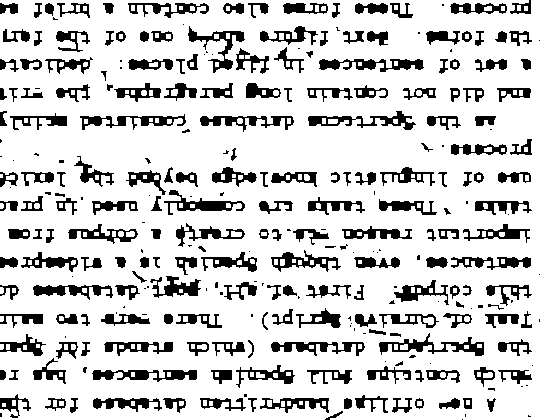 A new offline handwritten database for th
which contains full Spanish sentences, has re
the Spartacus database (which stands for Span
Task of Cursive Script). There were two main
this corpus. First of all, most databases do
sentences, even though Spanish is a widespre
important reason was to create a corpus from
tasks. These tasks are commonly used in prac
use of linguistic knowledge beyond the lexico
process.
As the Spartacus database consisted mainly
and did not contain long paragraphs, the writ
a set of sentences in fixed places: dedicate
the forms. Next figure shows one of the form
process. These forms also contain a brief se